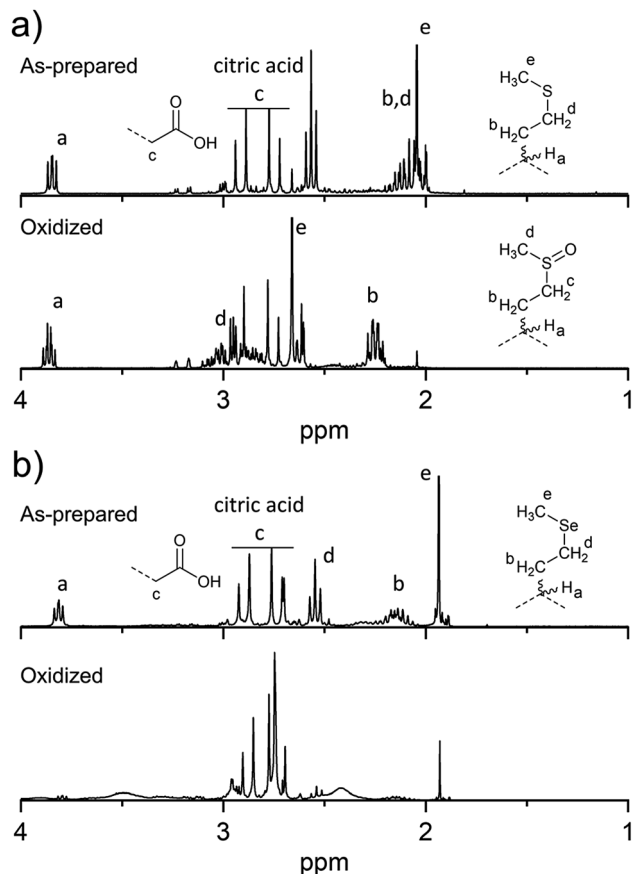 a)
As-prepared
citric acid
a
c
O
OH
c
b,d
e
e
H₃C
S
d
b
H₂C
CH₂
Hₐ
Oxidized
a
d
e
b
d
H₃C
S
O
c
b
H₂C
CH₂
Hₐ
4
3
2
1
ppm
b)
As-prepared
citric acid
a
c
O
OH
c
d
b
e
e
H₃C
Se
d
b
H₂C
CH₂
Hₐ
Oxidized
4
3
2
1
ppm